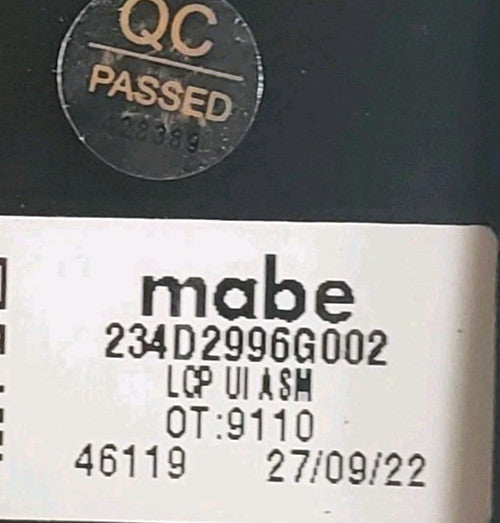 QC
PASSED
mabe
234D2996G002
LCP UI ASM
OT:9110
46119 27/09/22